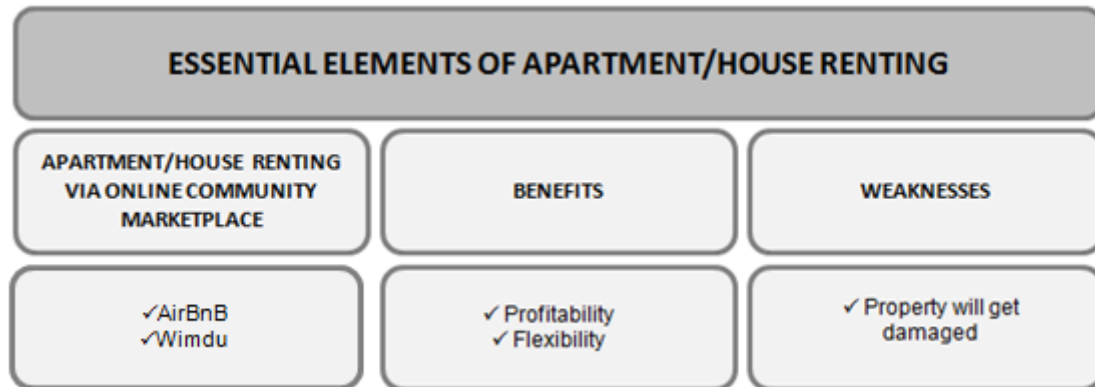 ESSENTIAL ELEMENTS OF APARTMENT/HOUSE RENTING
APARTMENT/HOUSE RENTING
VIA ONLINE COMMUNITY
MARKETPLACE
BENEFITS
WEAKNESSES
✓AirBnB
✓Wimdu
✓ Profitability
✓ Flexibility
✓ Property will get
damaged